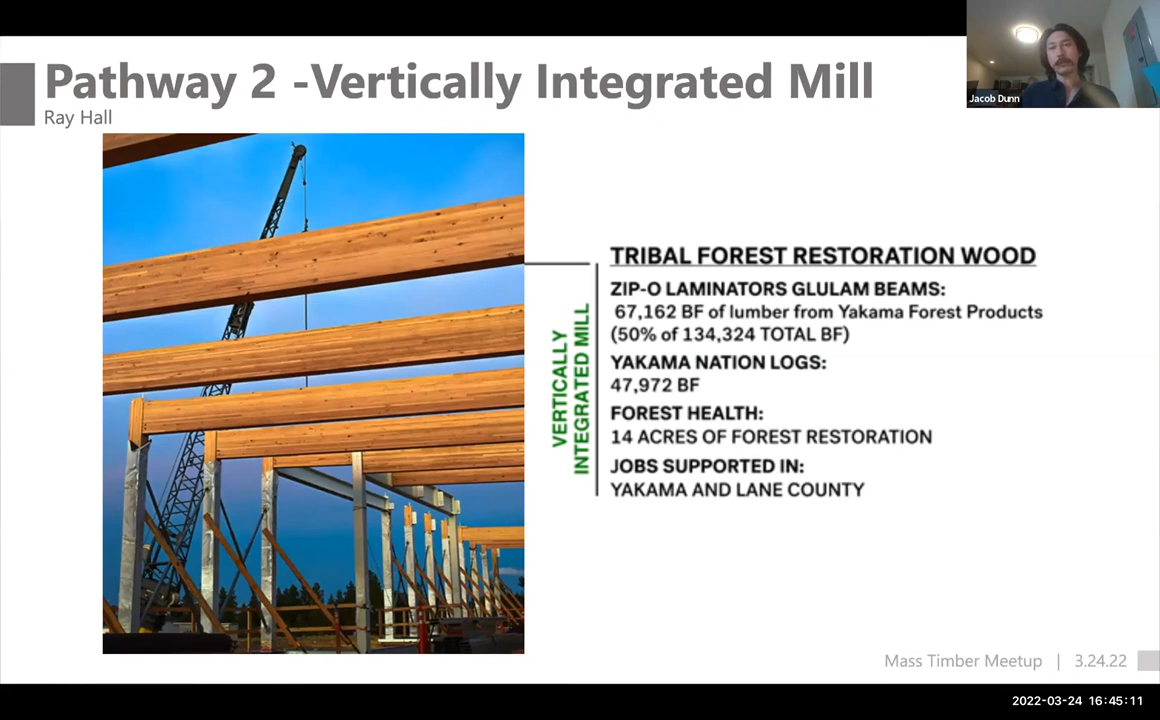 Pathway 2 -Vertically Integrated Mill
Ray Hall
Jacob Dunn
VERTICALLY
INTEGRATED MILL
TRIBAL FOREST RESTORATION WOOD
ZIP-O LAMINATORS GLULAM BEAMS:
67,162 BF of lumber from Yakama Forest Products
(50% of 134,324 TOTAL BF)
YAKAMA NATION LOGS:
47,972 BF
FOREST HEALTH:
14 ACRES OF FOREST RESTORATION
JOBS SUPPORTED IN:
YAKAMA AND LANE COUNTY
Mass Timber Meetup | 3.24.22
2022-03-24 16:45:11